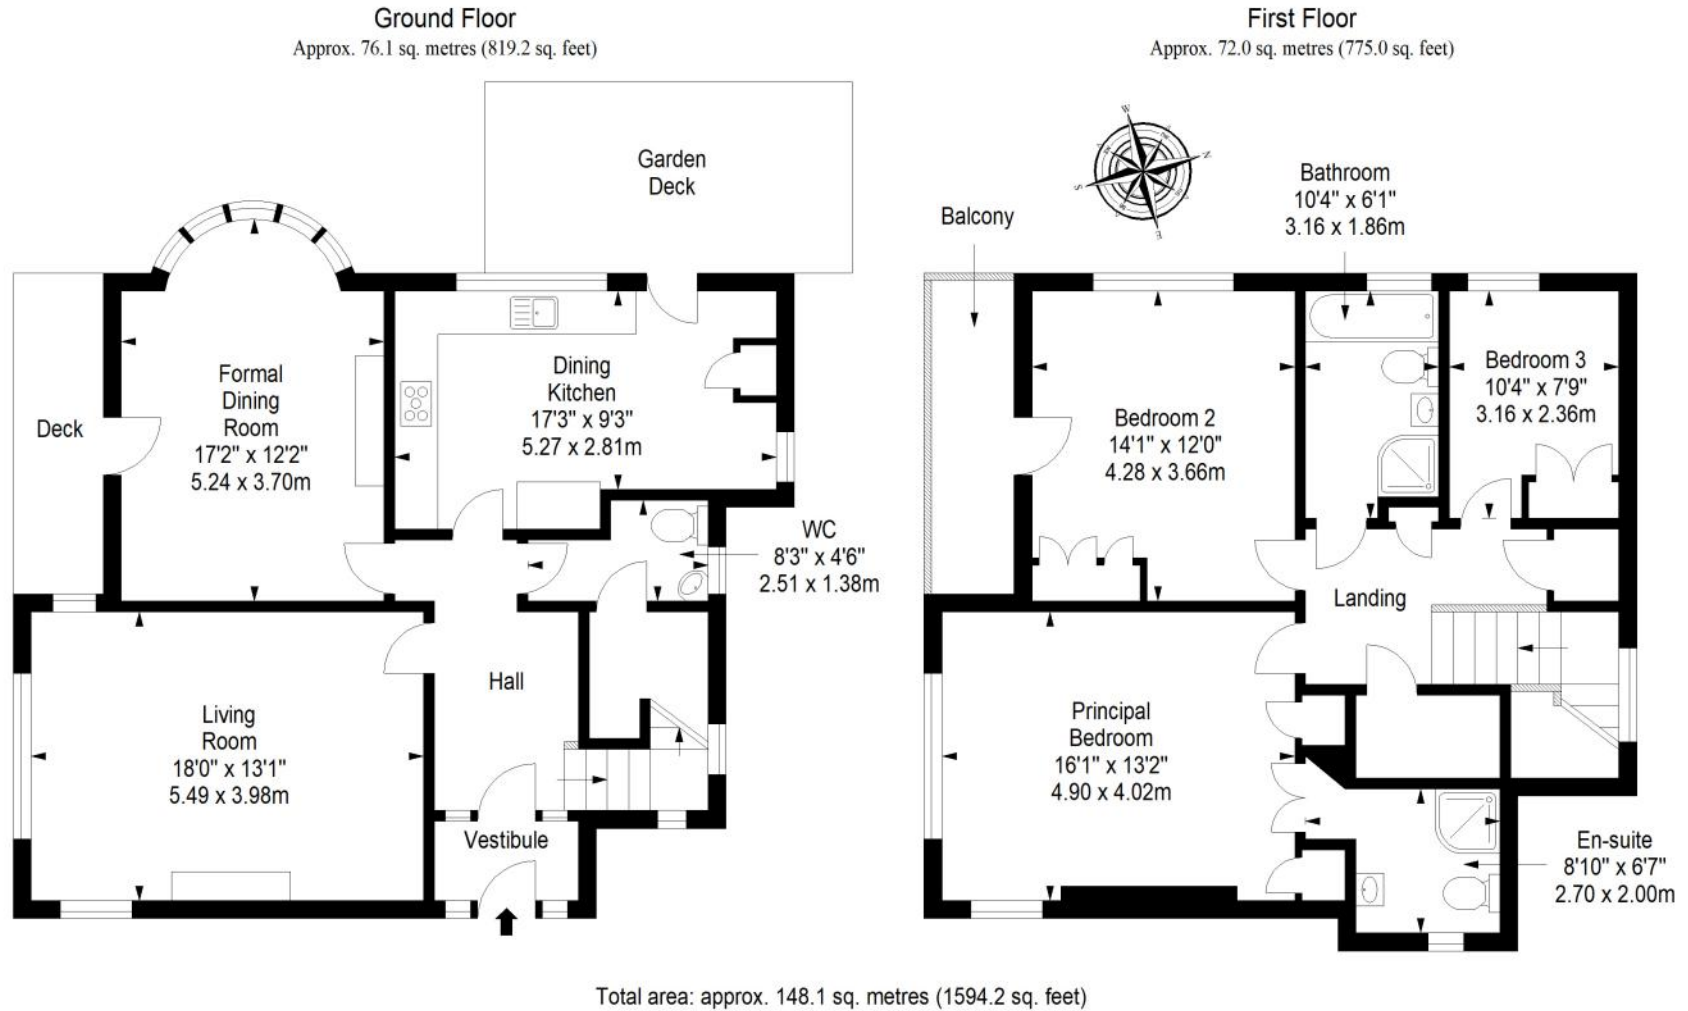 Ground Floor
Approx. 76.1 sq. metres (819.2 sq. feet)
Garden
Deck
Formal
Dining
Room
17'2" x 12'2"
5.24 x 3.70m
Deck
Dining
Kitchen
17'3" x 9'3"
5.27 x 2.81m
WC
8'3" x 4'6"
2.51 x 1.38m
Hall
Living
Room
18'0" x 13'1"
5.49 x 3.98m
Vestibule
First Floor
Approx. 72.0 sq. metres (775.0 sq. feet)
W
N
S
E
Balcony
Bathroom
10'4" x 6'1"
3.16 x 1.86m
Bedroom 2
14'1" x 12'0"
4.28 x 3.66m
Bedroom 3
10'4" x 7'9"
3.16 x 2.36m
Landing
Principal
Bedroom
16'1" x 13'2"
4.90 x 4.02m
En-suite
8'10" x 6'7"
2.70 x 2.00m
Total area: approx. 148.1 sq. metres (1594.2 sq. feet)